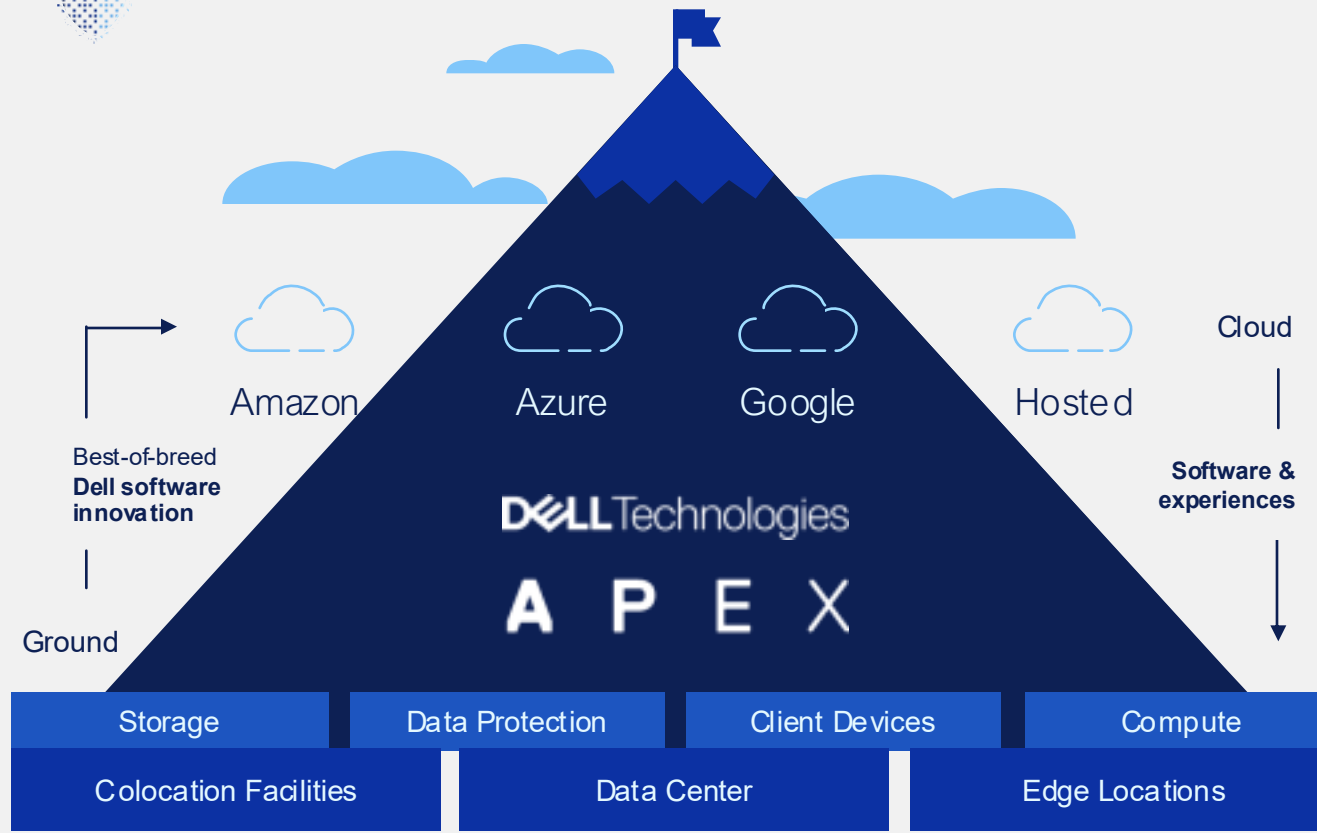 Amazon
Azure
Google
Hosted
Cloud
Best-of-breed
Dell software
innovation
Software &
experiences
DELL Technologies
APEX
Ground
Storage
Data Protection
Client Devices
Compute
Colocation Facilities
Data Center
Edge Locations